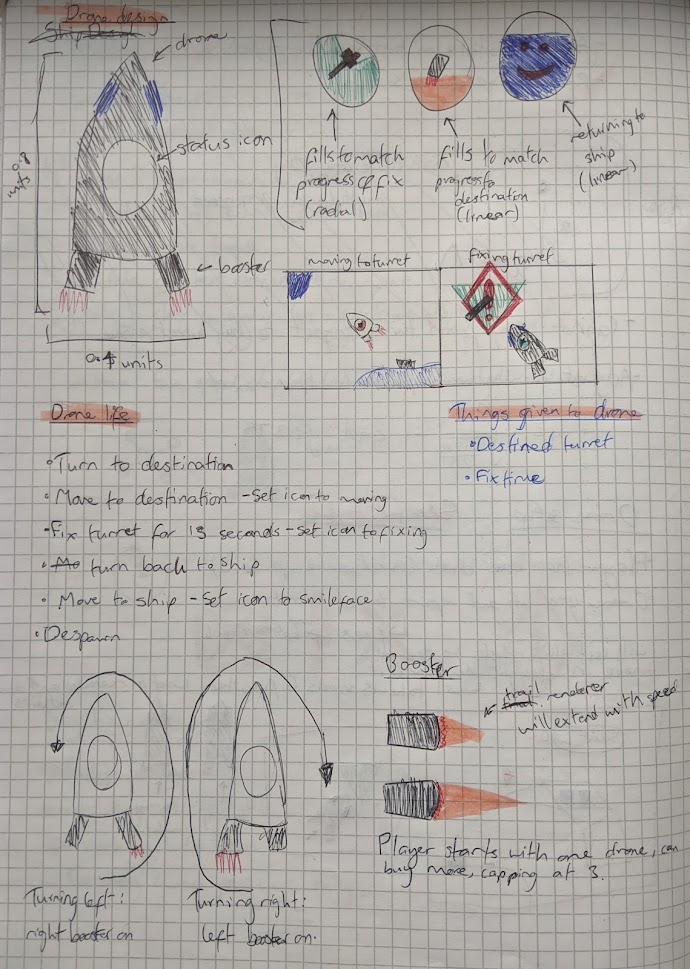 Drone design
Ship Design
drone
status icon
booster
0.8
units
0.4 units
fills to match
progress of fix
(radial)
fills to match
progress to
destination
(linear)
returning to
ship
(linear)
moving to turret
fixing turret
Drone life
• Turn to destination
• Move to destination - Set icon to moving
• Fix turret for 15 seconds - set icon to fixing
• Mo turn back to ship
• Move to ship - Set icon to smileface
• Despawn
Things given to drone
• Destined turret
• Fix time
Turning left:
right booster on
Turning right:
left booster on.
Booster
trail renderer
will extend with speed
Player starts with one drone, can
buy more, capping at 3.